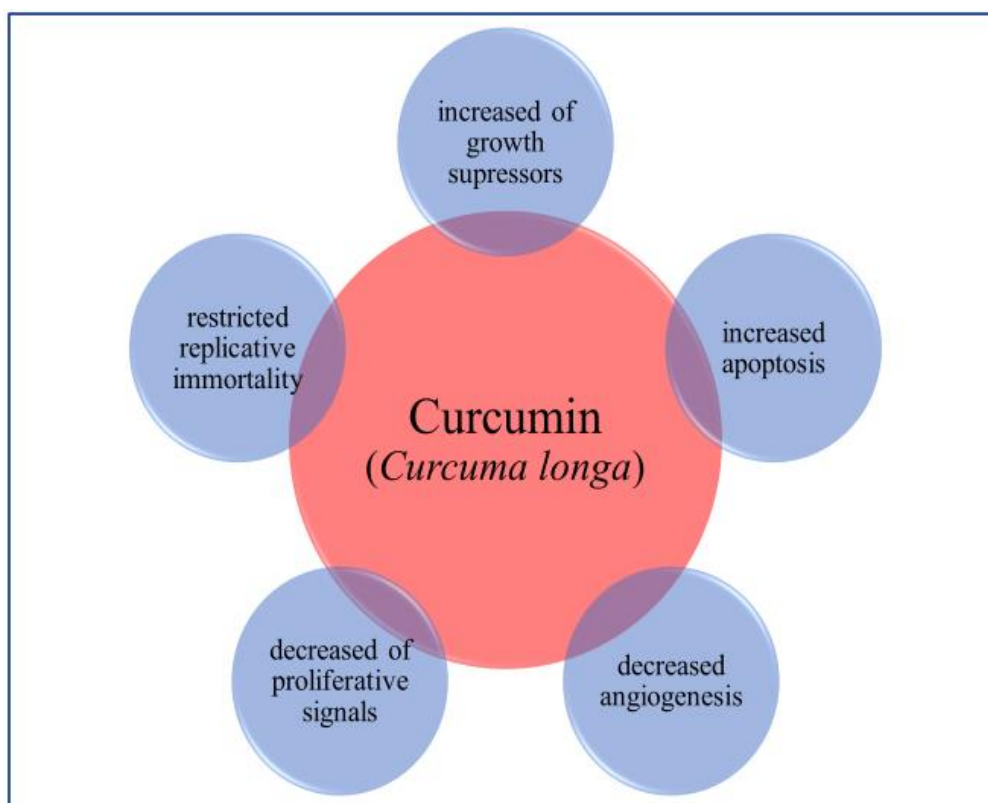 increased of
growth
supressors
restricted
replicative
immortality
increased
apoptosis
Curcumin
(Curcuma longa)
decreased of
proliferative
signals
decreased
angiogenesis